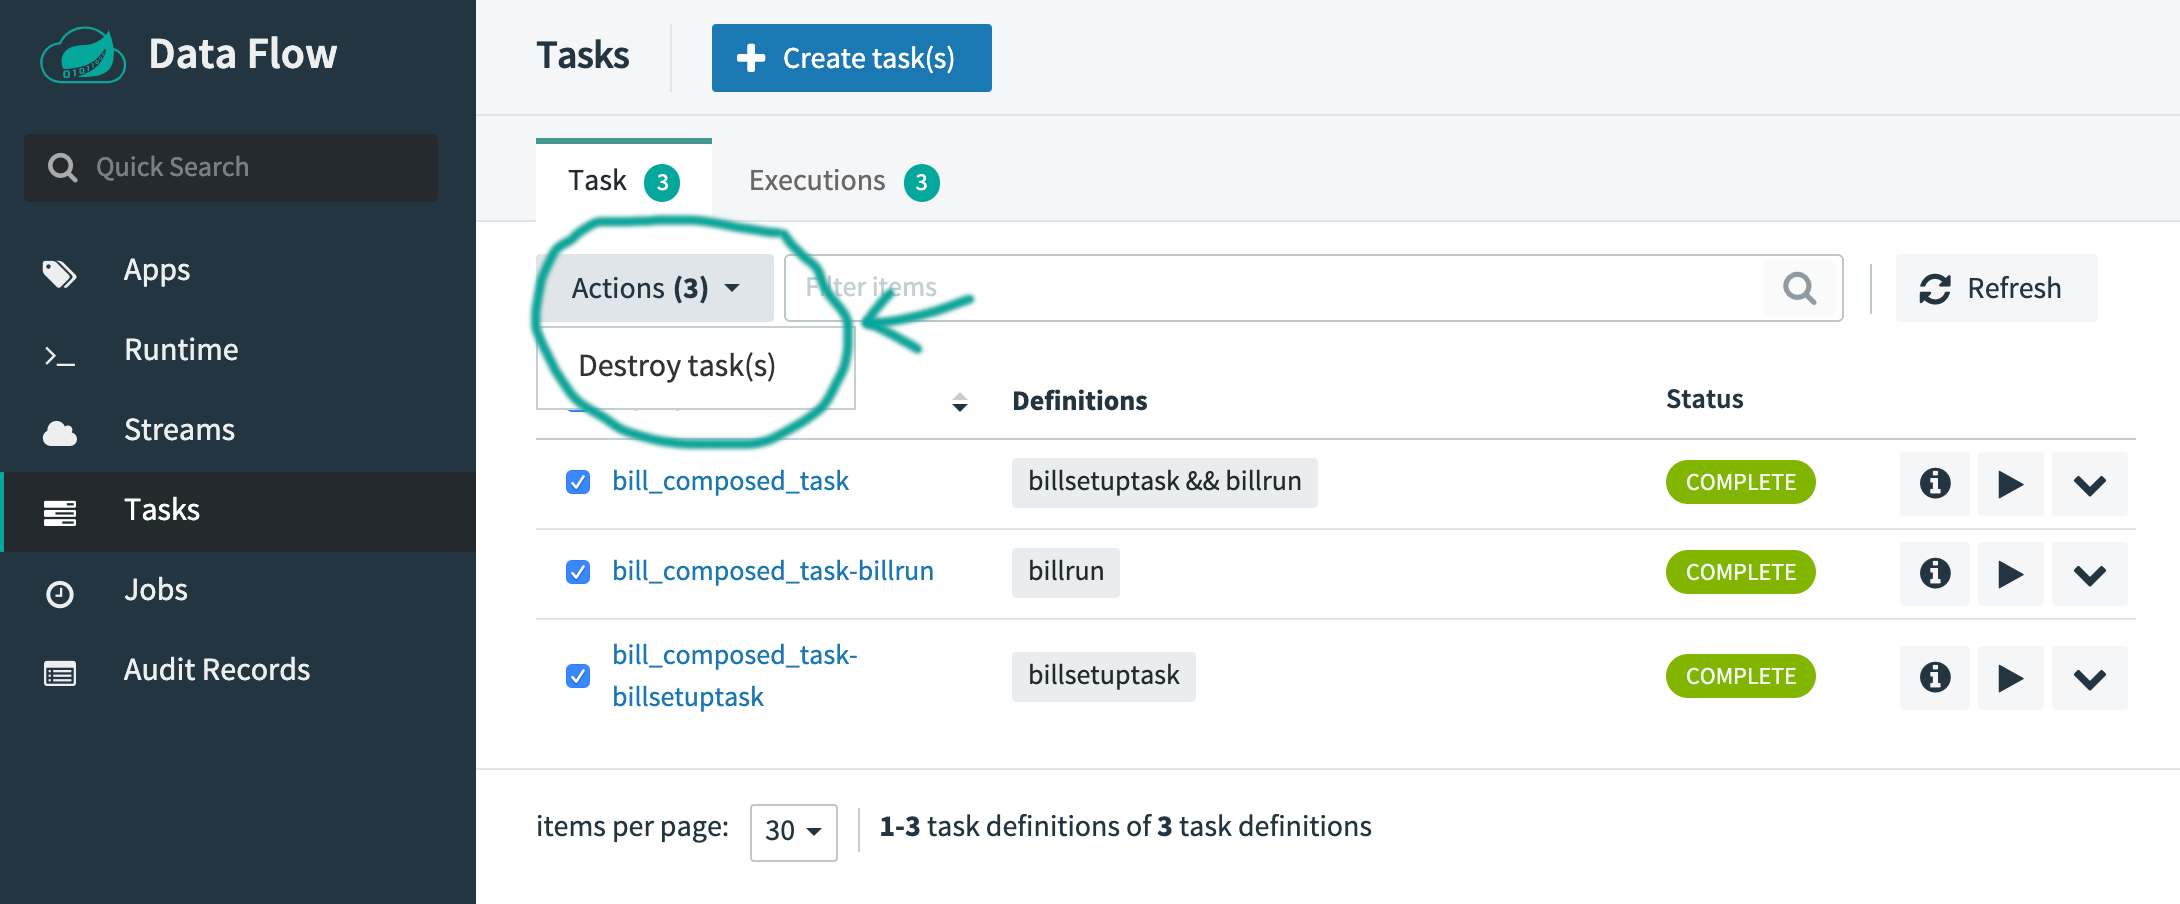 Data Flow
Quick Search
Apps
Runtime
Streams
Tasks
Jobs
Audit Records
Tasks
Create task(s)
Task 3
Executions 3
Actions (3)
Filter items
Refresh
Destroy task(s)
Definitions
Status
bill_composed_task
billsetuptask && billrun
COMPLETE
bill_composed_task-billrun
billrun
COMPLETE
bill_composed_task-
billsetuptask
billsetuptask
COMPLETE
items per page:
30
1-3 task definitions of 3 task definitions